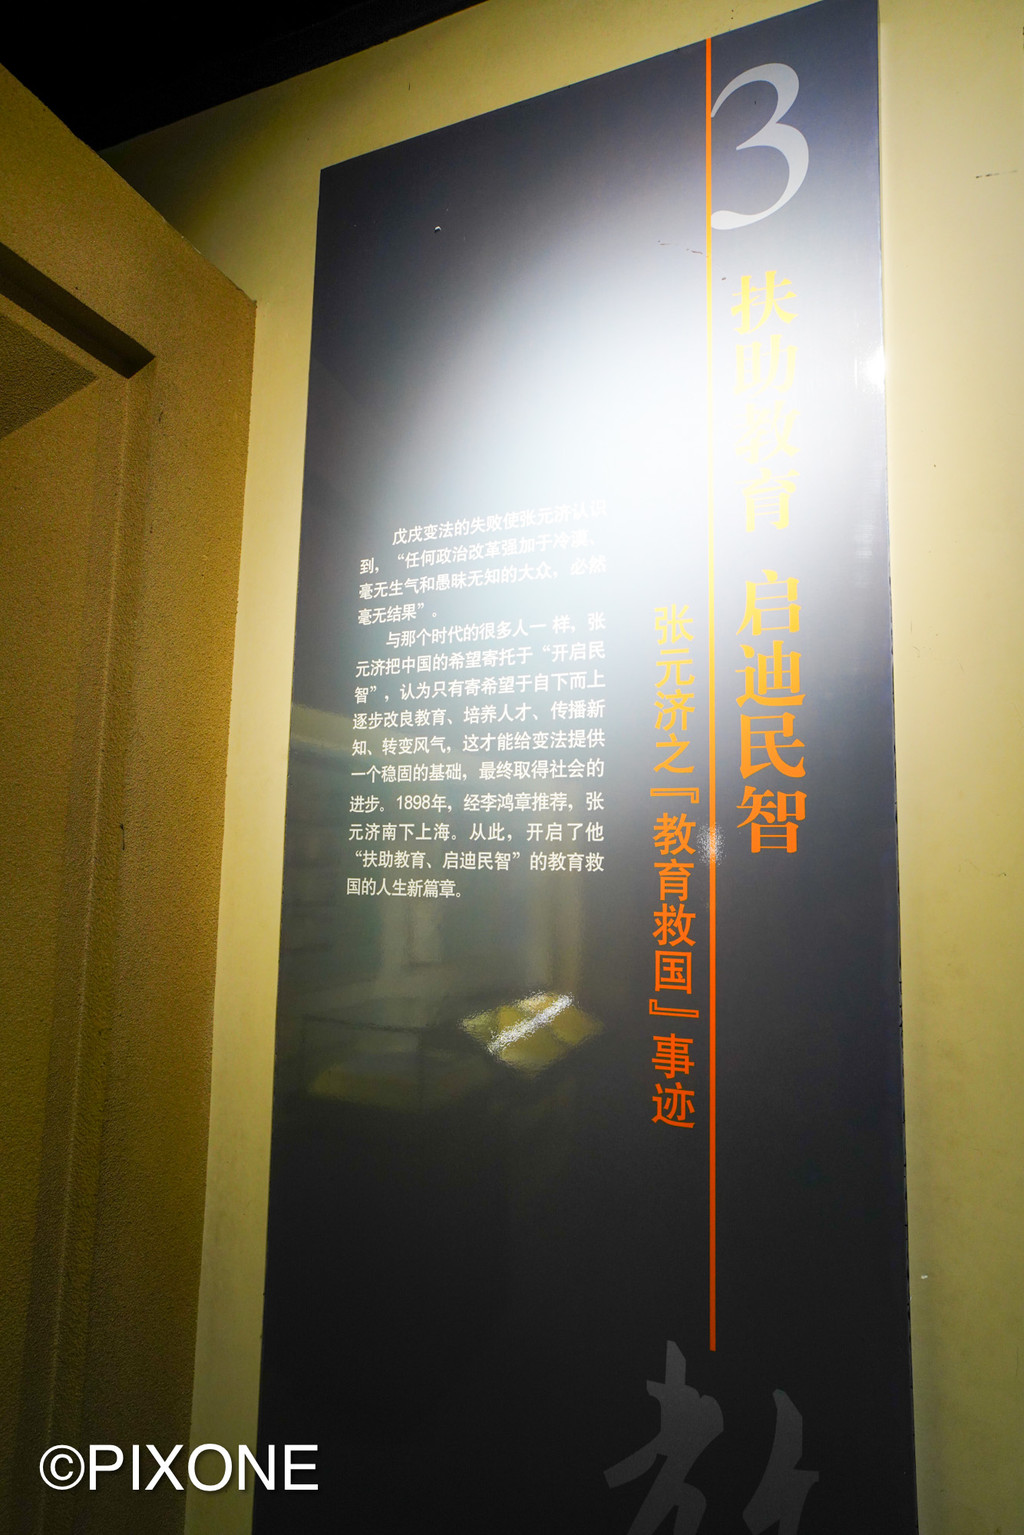 3
扶助教育 启迪民智
张元济之『教育救国』事迹
戊戌变法的失败使张元济认识
到，“任何政治改革强加于冷漠、
毫无生气和愚昧无知的大众，必然
毫无结果”。
与那个时代的很多人一 样，张
元济把中国的希望寄托于“开启民
智”，认为只有寄希望于自下而上
逐步改良教育、培养人才、传播新
知、转变风气，这才能给变法提供
一个稳固的基础，最终取得社会的
进步。1898年，经李鸿章推荐，张
元济南下上海。从此，开启了他
“扶助教育、启迪民智”的教育救
国的人生新篇章。
©PIXONE